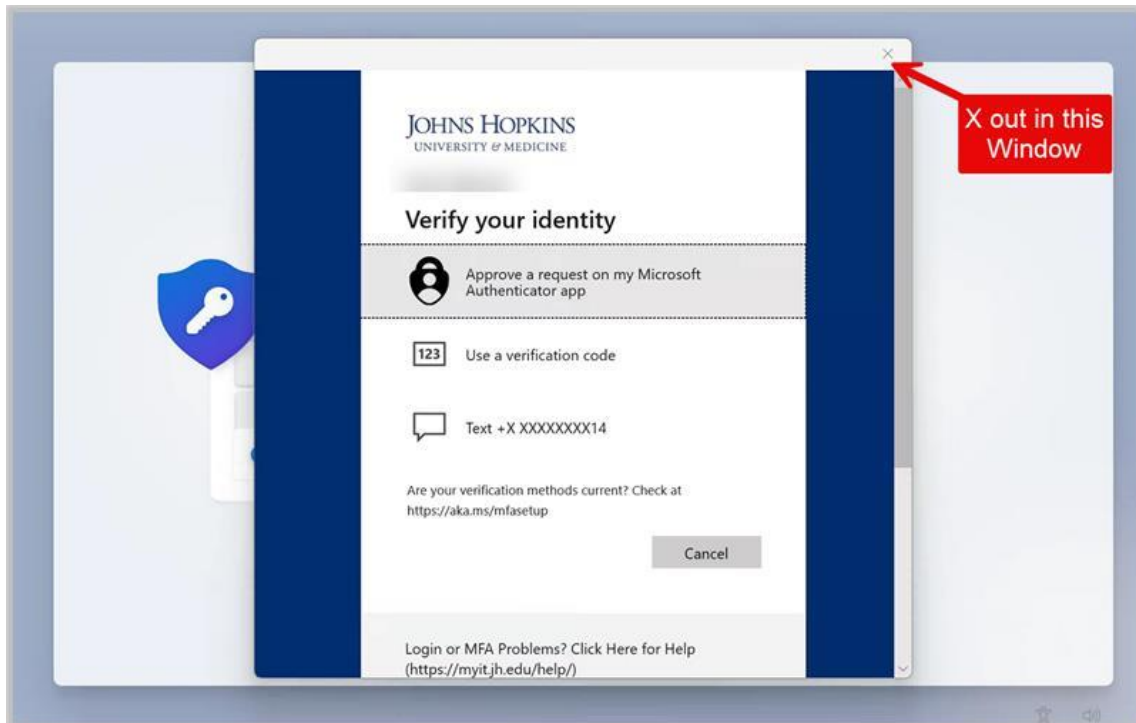 X out in this
Window
JOHNS HOPKINS
UNIVERSITY & MEDICINE
Verify your identity
Approve a request on my Microsoft
Authenticator app
123
Use a verification code
Text +X XXXXXXXX14
Are your verification methods current? Check at
https://aka.ms/mfasetup
Cancel
Login or MFA Problems? Click Here for Help
(https://myit.jh.edu/help/)